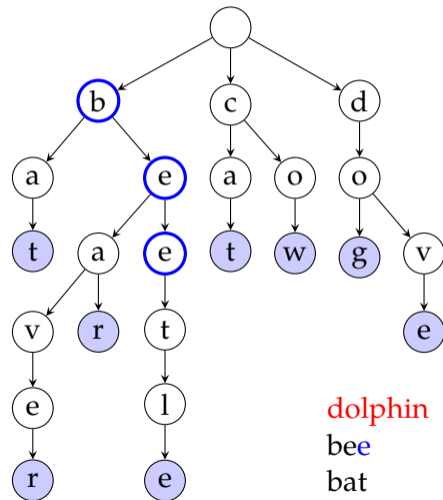 b c d
a e a o o
t a e t w g v
v r t e
e l
r e
dolphin
bee
bat